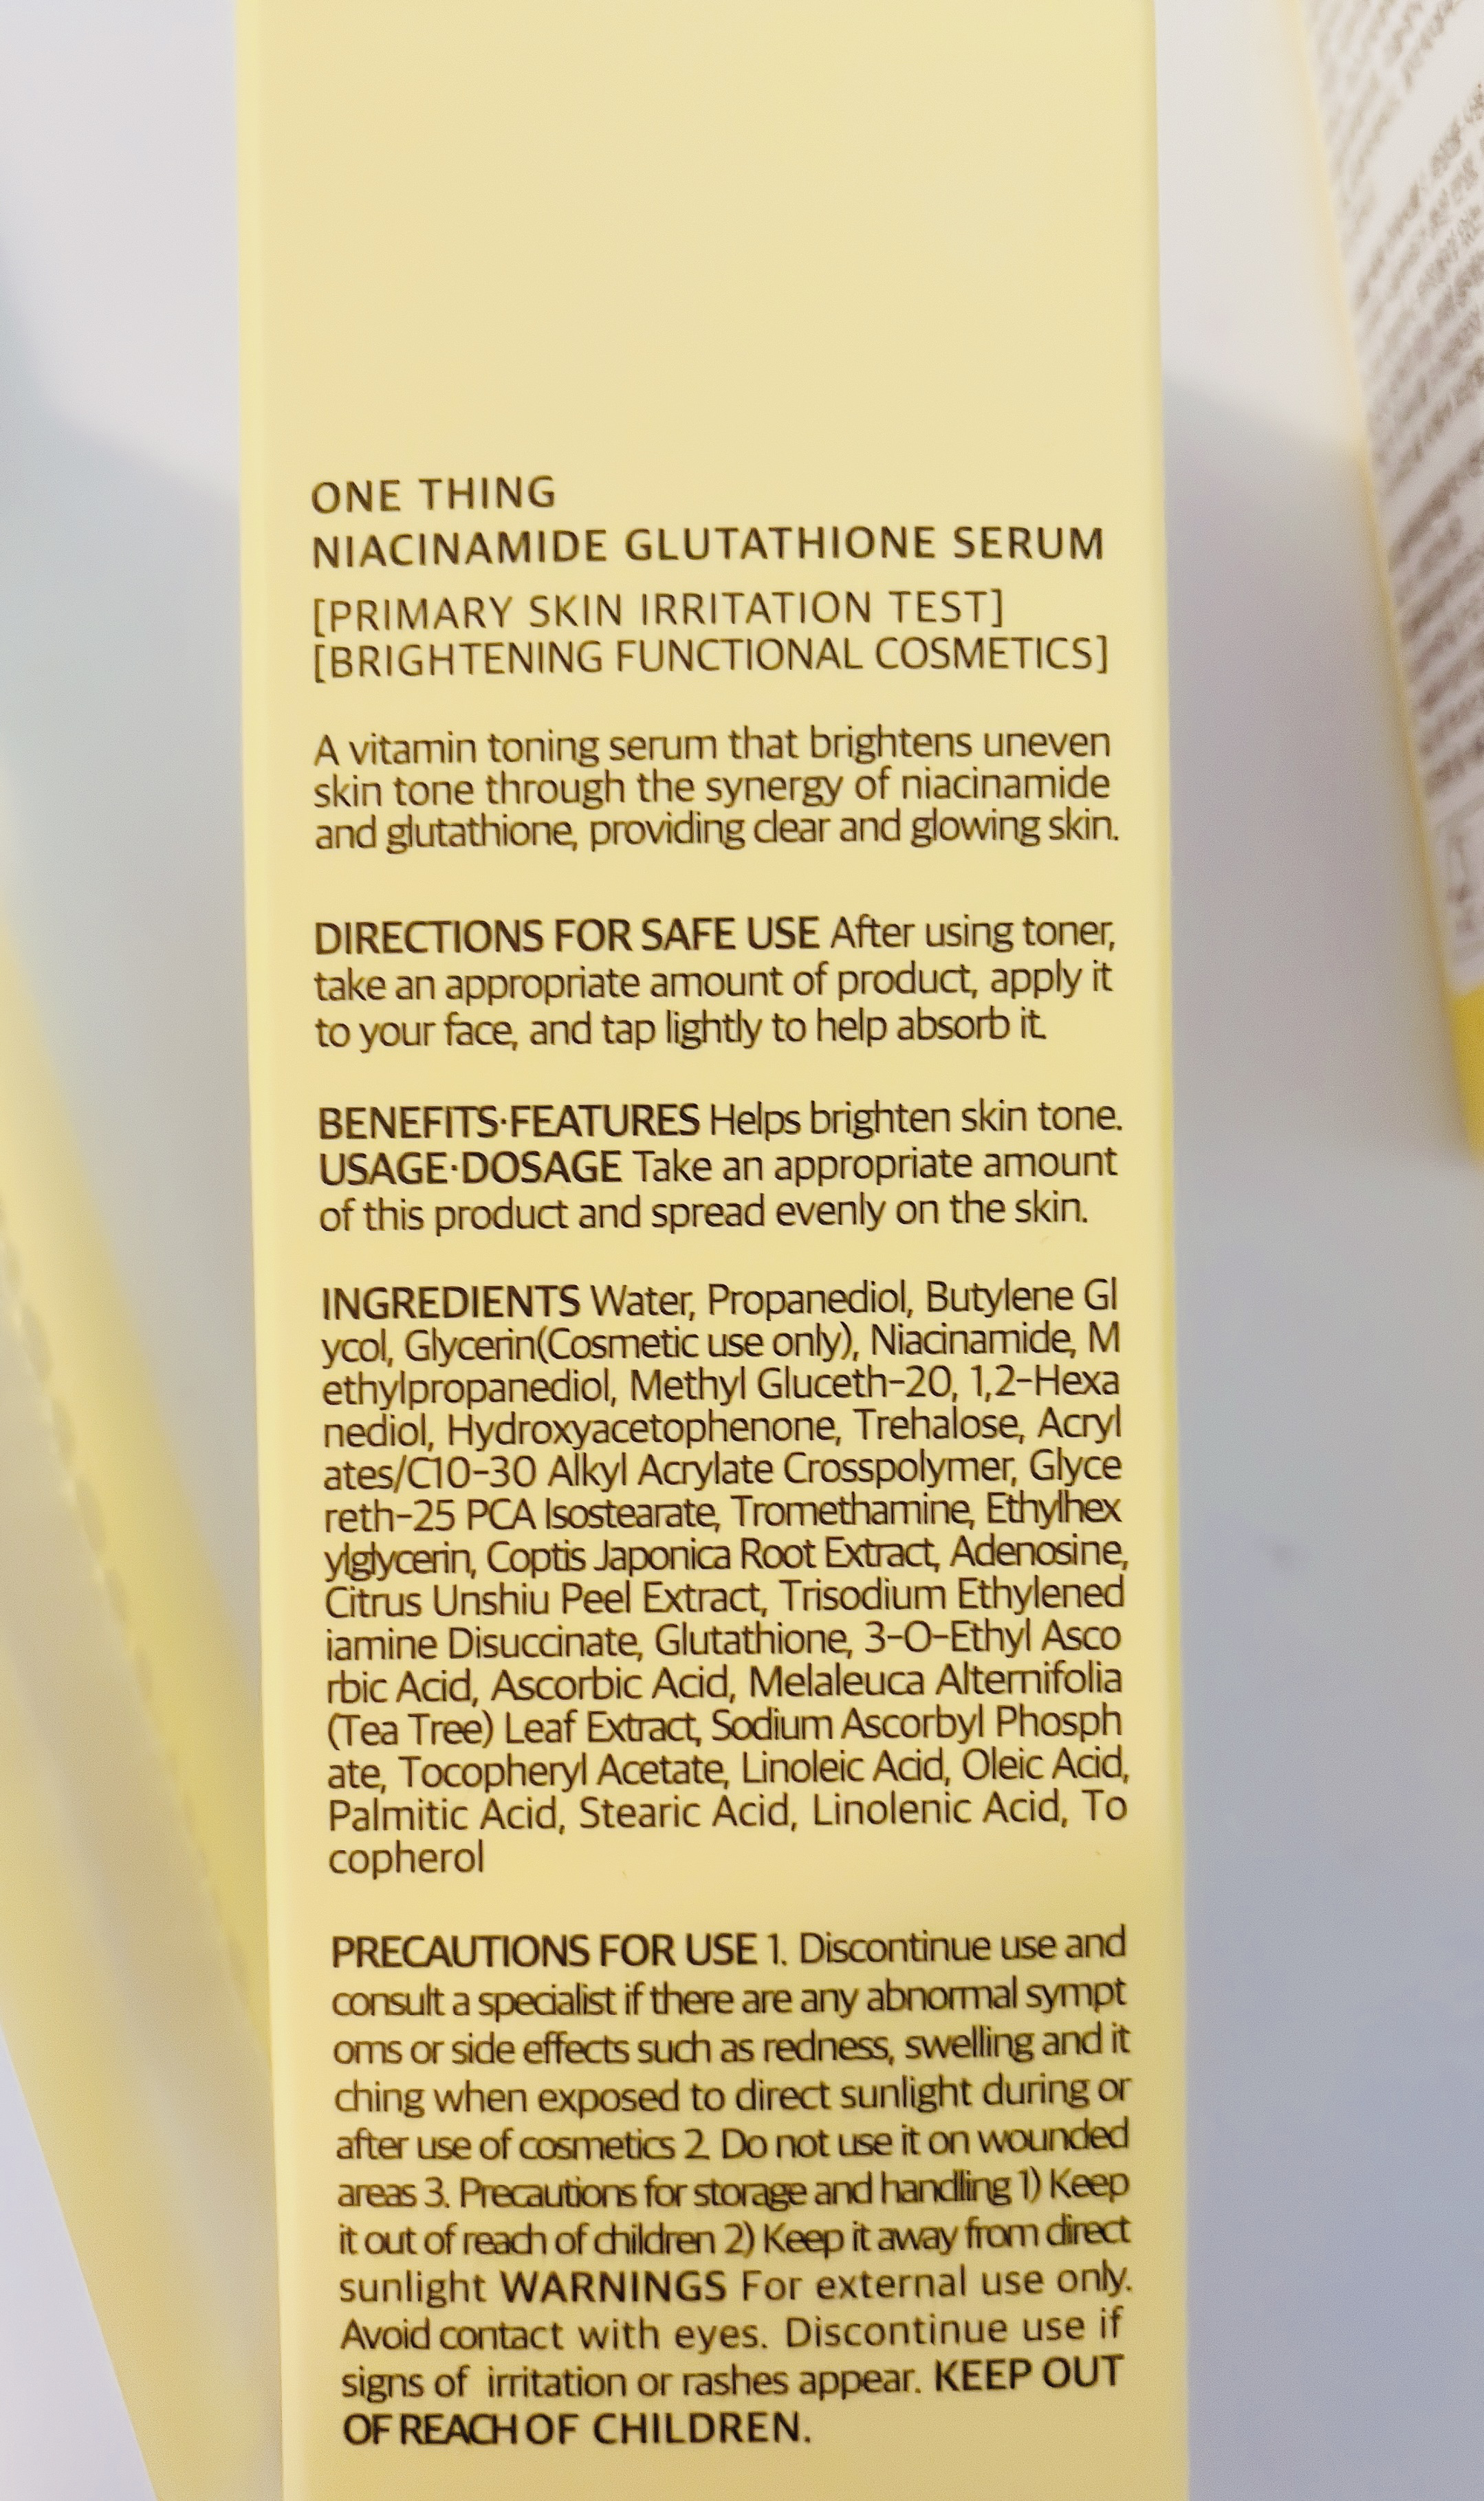 ONE THING
NIACINAMIDE GLUTATHIONE SERUM
[PRIMARY SKIN IRRITATION TEST]
[BRIGHTENING FUNCTIONAL COSMETICS]
A vitamin toning serum that brightens uneven
skin tone through the synergy of niacinamide
and glutathione, providing clear and glowing skin.
DIRECTIONS FOR SAFE USE After using toner,
take an appropriate amount of product, apply it
to your face, and tap lightly to help absorb it.
BENEFITS·FEATURES Helps brighten skin tone.
USAGE·DOSAGE Take an appropriate amount
of this product and spread evenly on the skin.
INGREDIENTS Water, Propanediol, Butylene Gl
ycol, Glycerin(Cosmetic use only), Niacinamide, M
ethylpropanediol, Methyl Gluceth-20, 1,2-Hexa
nediol, Hydroxyacetophenone, Trehalose, Acryl
ates/C10-30 Alkyl Acrylate Crosspolymer, Glyce
reth-25 PCA Isostearate, Tromethamine, Ethylhex
ylglycerin, Coptis Japonica Root Extract, Adenosine,
Citrus Unshiu Peel Extract, Trisodium Ethylened
iamine Disuccinate, Glutathione, 3-O-Ethyl Asco
rbic Acid, Ascorbic Acid, Melaleuca Alternifolia
(Tea Tree) Leaf Extract, Sodium Ascorbyl Phosph
ate, Tocopheryl Acetate, Linoleic Acid, Oleic Acid,
Palmitic Acid, Stearic Acid, Linolenic Acid, To
copherol
PRECAUTIONS FOR USE 1. Discontinue use and
consult a specialist if there are any abnormal sympt
oms or side effects such as redness, swelling and it
ching when exposed to direct sunlight during or
after use of cosmetics 2. Do not use it on wounded
areas 3. Precautions for storage and handling 1) Keep
it out of reach of children 2) Keep it away from direct
sunlight WARNINGS For external use only.
Avoid contact with eyes. Discontinue use if
signs of irritation or rashes appear. KEEP OUT
OF REACH OF CHILDREN.